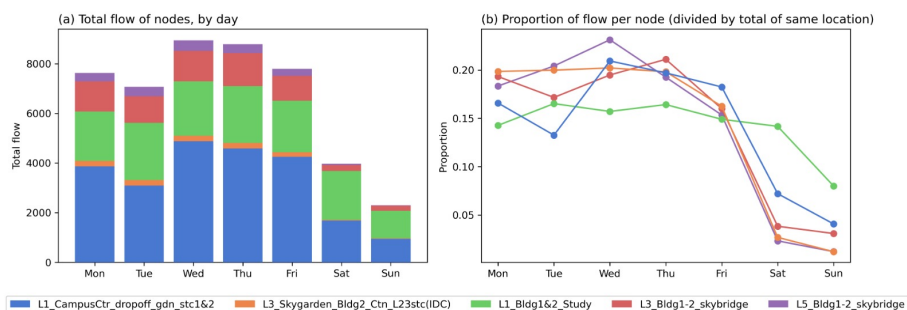 (a) Total flow of nodes, by day
8000
6000
4000
2000
0
Total flow
Mon Tue Wed Thu Fri Sat Sun
(b) Proportion of flow per node (divided by total of same location)
0.20
0.15
0.10
0.05
Proportion
Mon Tue Wed Thu Fri Sat Sun
L1_CampusCtr_dropoff_gdn_stc1&2 L3_Skygarden_Bldg2_Ctn_L23stc(IDC) L1_Bldg1&2_Study L3_Bldg1-2_skybridge L5_Bldg1-2_skybridge